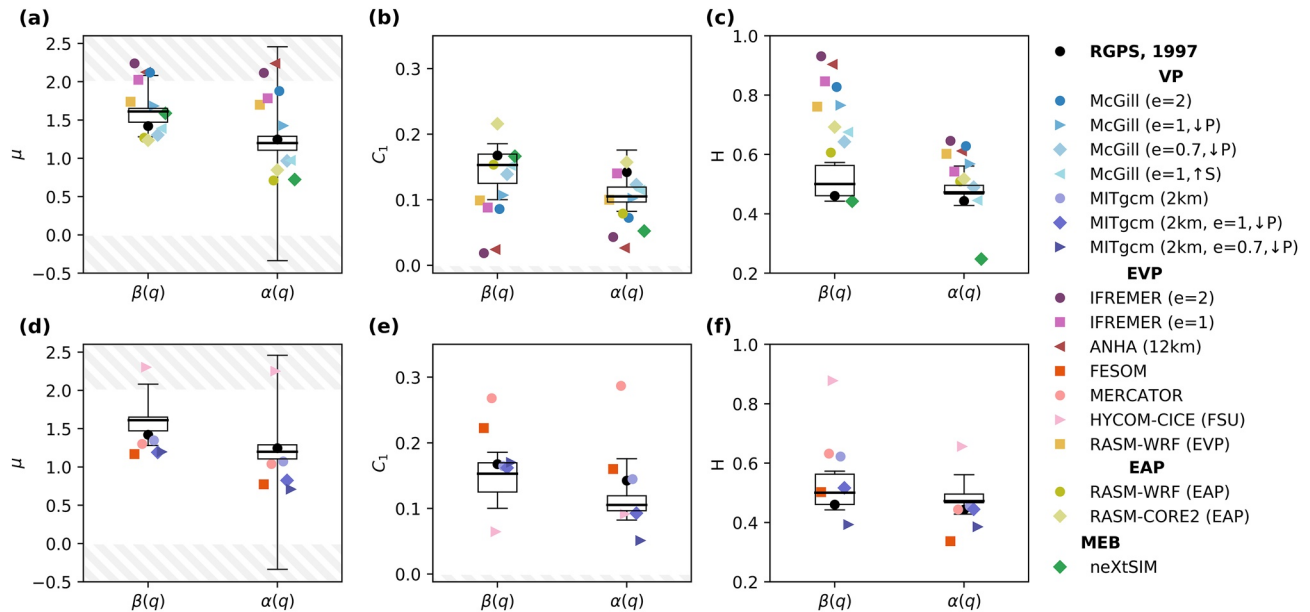 (a)
(b)
(c)
μ
2.5
2.0
1.5
1.0
0.5
0.0
−0.5
β(q)
α(q)
C1
0.3
0.2
0.1
0.0
β(q)
α(q)
H
1.0
0.8
0.6
0.4
0.2
β(q)
α(q)
(d)
(e)
(f)
μ
2.5
2.0
1.5
1.0
0.5
0.0
−0.5
β(q)
α(q)
C1
0.3
0.2
0.1
0.0
β(q)
α(q)
H
1.0
0.8
0.6
0.4
0.2
β(q)
α(q)
RGPS, 1997
VP
McGill (e=2)
McGill (e=1,↓P)
McGill (e=0.7,↓P)
McGill (e=1,↑S)
MITgcm (2km)
MITgcm (2km, e=1,↓P)
MITgcm (2km, e=0.7,↓P)
EVP
IFREMER (e=2)
IFREMER (e=1)
ANHA (12km)
FESOM
MERCATOR
HYCOM-CICE (FSU)
RASM-WRF (EVP)
EAP
RASM-WRF (EAP)
RASM-CORE2 (EAP)
MEB
neXtSIM